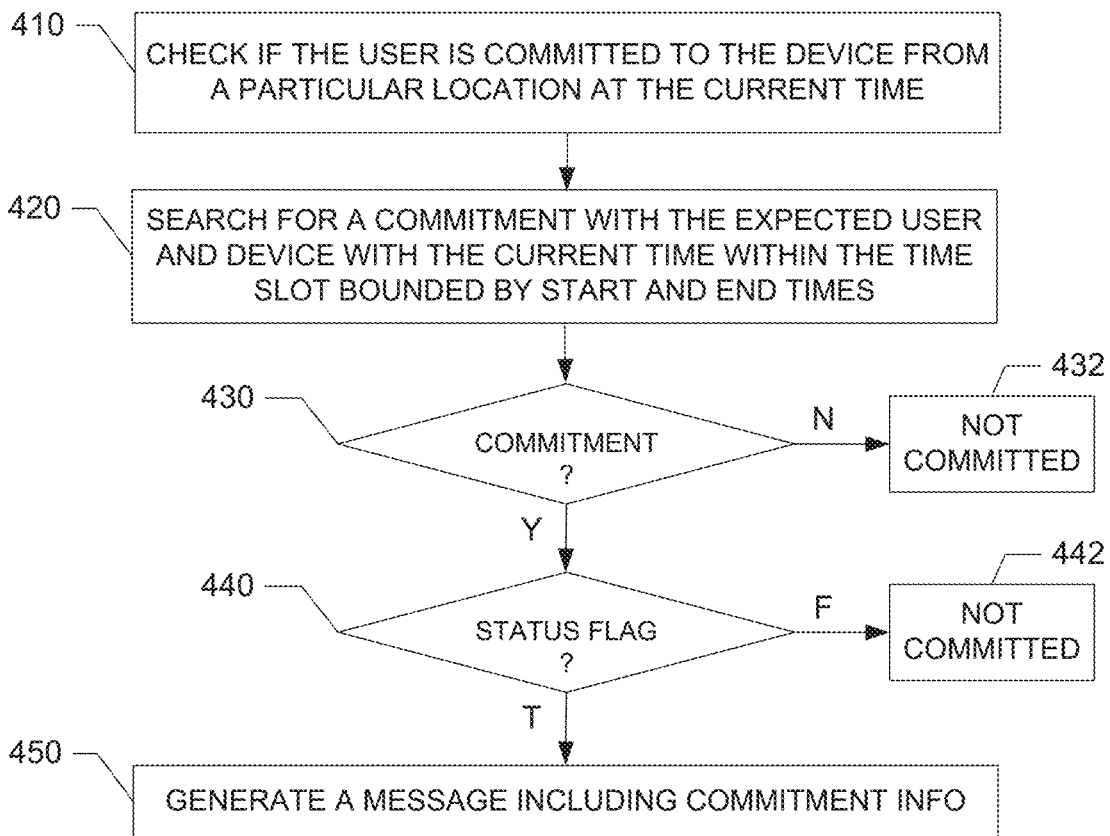 410
CHECK IF THE USER IS COMMITTED TO THE DEVICE FROM
A PARTICULAR LOCATION AT THE CURRENT TIME
420
SEARCH FOR A COMMITMENT WITH THE EXPECTED USER
AND DEVICE WITH THE CURRENT TIME WITHIN THE TIME
SLOT BOUNDED BY START AND END TIMES
430
COMMITMENT
?
N
432
NOT
COMMITTED
Y
440
STATUS FLAG
?
F
442
NOT
COMMITTED
T
450
GENERATE A MESSAGE INCLUDING COMMITMENT INFO